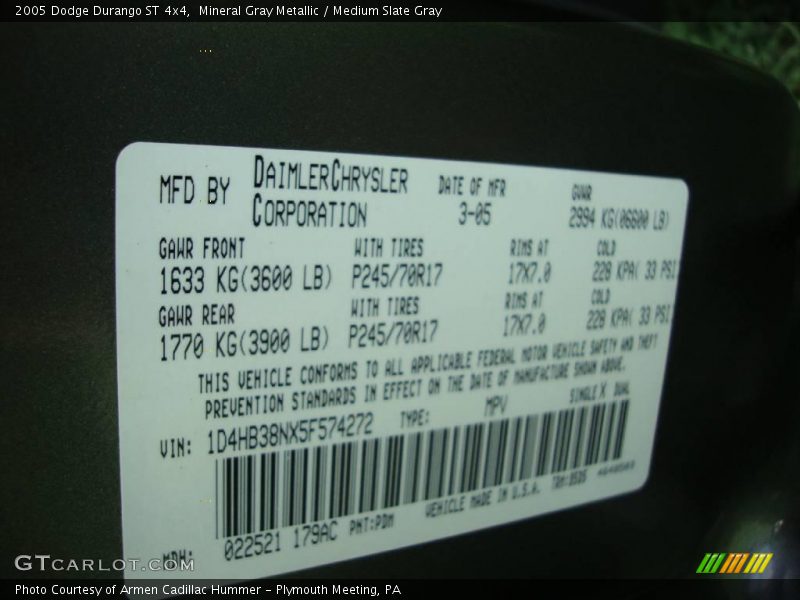 2005 Dodge Durango ST 4x4, Mineral Gray Metallic / Medium Slate Gray
MFD BY DAIMLERCHRYSLER CORPORATION DATE OF MFR 3-05 GVWR 2994 KG(06600 LB)
GAWR FRONT WITH TIRES RIMS AT COLD
1633 KG(3600 LB) P245/70R17 17X7.0 228 KPA( 33 PSI
GAWR REAR WITH TIRES RIMS AT COLD
1770 KG(3900 LB) P245/70R17 17X7.0 228 KPA( 33 PSI
THIS VEHICLE CONFORMS TO ALL APPLICABLE FEDERAL MOTOR VEHICLE SAFETY AND THEFT
PREVENTION STANDARDS IN EFFECT ON THE DATE OF MANUFACTURE SHOWN ABOVE.
VIN: 1D4HB38NX5F574272 TYPE: MPV SINGLE X DUAL
MDH: 022521 179AC PNT:PDM VEHICLE MADE IN U.S.A.
GTCARLOT.COM
Photo Courtesy of Armen Cadillac Hummer - Plymouth Meeting, PA